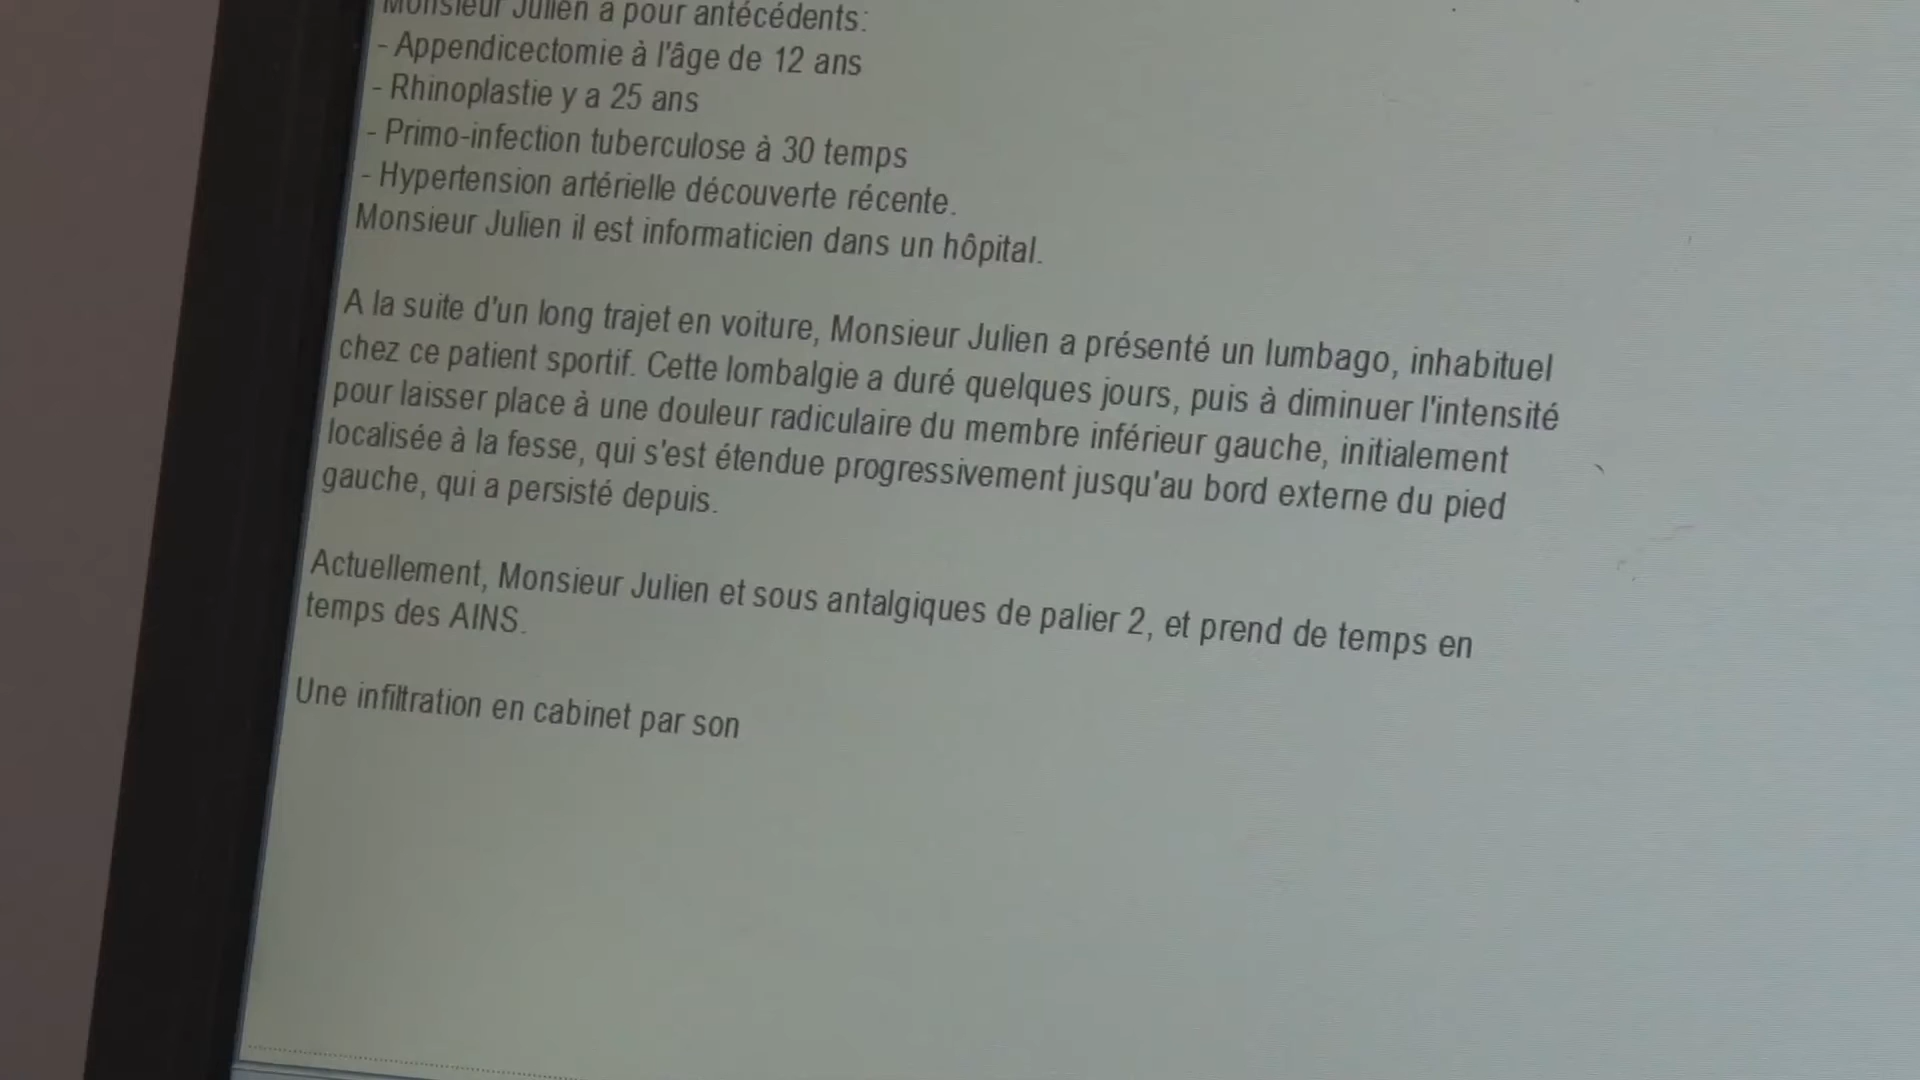 Monsieur Julien a pour antécédents:
- Appendicectomie à l'âge de 12 ans
- Rhinoplastie y a 25 ans
- Primo-infection tuberculose à 30 temps
- Hypertension artérielle découverte récente.
Monsieur Julien il est informaticien dans un hôpital.
A la suite d'un long trajet en voiture, Monsieur Julien a présenté un lumbago, inhabituel
chez ce patient sportif. Cette lombalgie a duré quelques jours, puis à diminuer l'intensité
pour laisser place à une douleur radiculaire du membre inférieur gauche, initialement
localisée à la fesse, qui s'est étendue progressivement jusqu'au bord externe du pied
gauche, qui a persisté depuis.
Actuellement, Monsieur Julien et sous antalgiques de palier 2, et prend de temps en
temps des AINS.
Une infiltration en cabinet par son